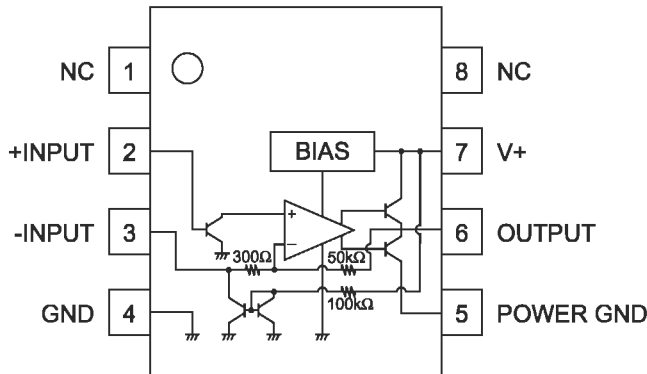 NC 1
8 NC
+INPUT 2
BIAS
7 V+
+
-INPUT 3
−
6 OUTPUT
300Ω
50kΩ
100kΩ
GND 4
5 POWER GND